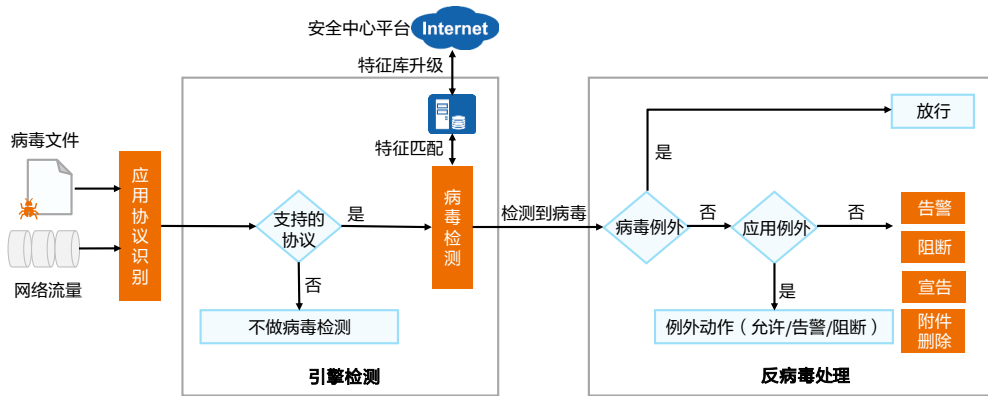 安全中心平台
Internet
特征库升级
特征匹配
病毒文件
网络流量
应用协议识别
支持的
协议
是
否
不做病毒检测
病毒检测
引擎检测
检测到病毒
病毒例外
是
放行
否
应用例外
否
是
例外动作（允许/告警/阻断）
告警
阻断
宣告
附件
删除
反病毒处理